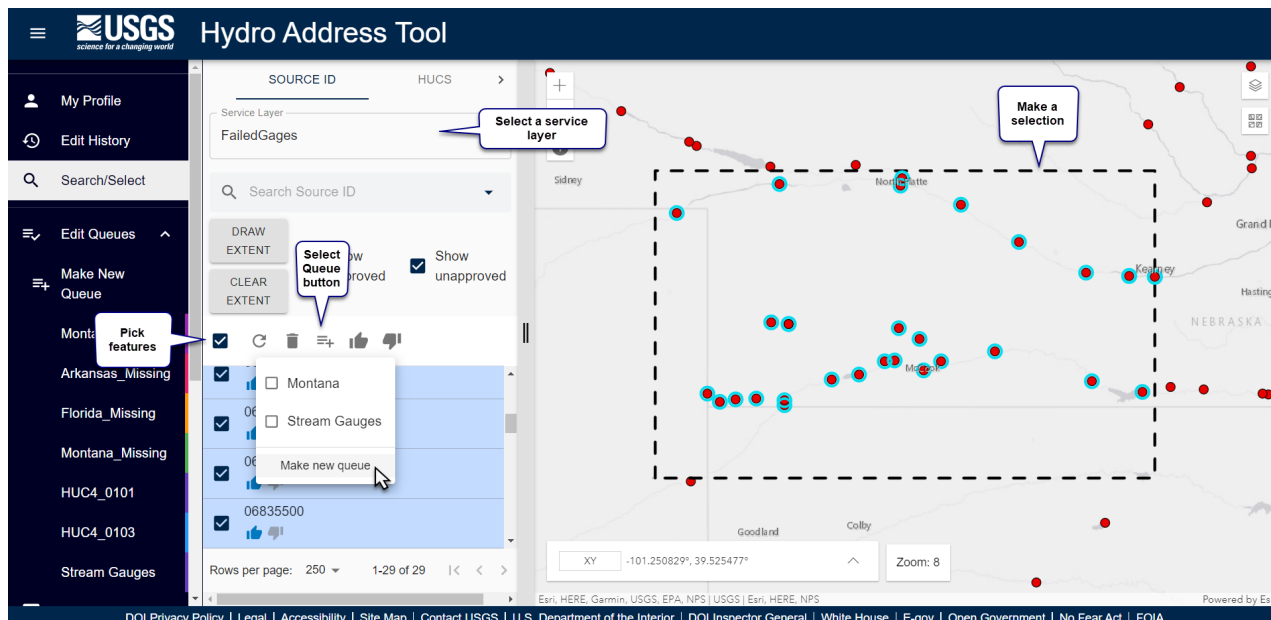 USGS
science for a changing world
Hydro Address Tool
My Profile
Edit History
Search/Select
Edit Queues
Make New
Queue
Arkansas_Missing
Florida_Missing
Montana_Missing
HUC4_0101
HUC4_0103
Stream Gauges
SOURCE ID
HUCS
Service Layer
FailedGages
Select a service
layer
Search Source ID
DRAW
EXTENT
CLEAR
EXTENT
Select
Queue
button
Show
unapproved
Pick
features
Montana
Stream Gauges
Make new queue
06835500
Rows per page: 250
1-29 of 29
Make a
selection
Sidney
Kearney
Hasting
NEBRASKA
Goodland
Colby
XY
-101.250829°, 39.525477°
Zoom: 8
Esri, HERE, Garmin, USGS, EPA, NPS | USGS | Esri, HERE, NPS
Powered by Es
DOI Privacy Policy | Legal | Accessibility | Site Map | Contact USGS | U.S. Department of the Interior | DOI Inspector General | White House | E-gov | Open Government | No Fear Act | FOIA